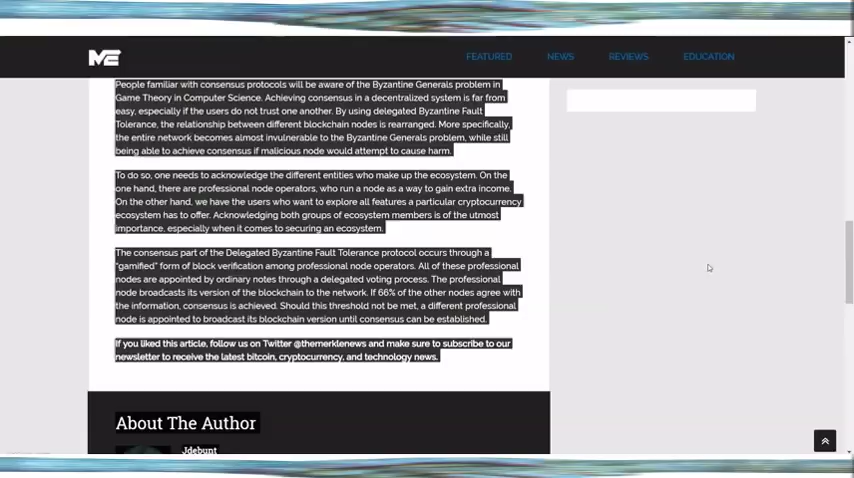 ME
FEATURED NEWS REVIEWS EDUCATION
People familiar with consensus protocols will be aware of the Byzantine Generals problem in
Game Theory in Computer Science. Achieving consensus in a decentralized system is far from
easy, especially if the users do not trust one another. By using delegated Byzantine Fault
Tolerance, the relationship between different blockchain nodes is rearranged. More specifically,
the entire network becomes almost invulnerable to the Byzantine Generals problem, while still
being able to achieve consensus if malicious node would attempt to cause harm.
To do so, one needs to acknowledge the different entities who make up the ecosystem. On the
one hand, there are professional node operators, who run a node as a way to gain extra income.
On the other hand, we have the users who want to explore all features a particular cryptocurrency
ecosystem has to offer. Acknowledging both groups of ecosystem members is of the utmost
importance, especially when it comes to securing an ecosystem.
The consensus part of the Delegated Byzantine Fault Tolerance protocol occurs through a
“gamified” form of block verification among professional node operators. All of these professional
nodes are appointed by ordinary notes through a delegated voting process. The professional
node broadcasts its version of the blockchain to the network. If 66% of the other nodes agree with
the information, consensus is achieved. Should this threshold not be met, a different professional
node is appointed to broadcast its blockchain version until consensus can be established.
If you liked this article, follow us on Twitter @themerklenews and make sure to subscribe to our
newsletter to receive the latest bitcoin, cryptocurrency, and technology news.
About The Author
Jdebunt